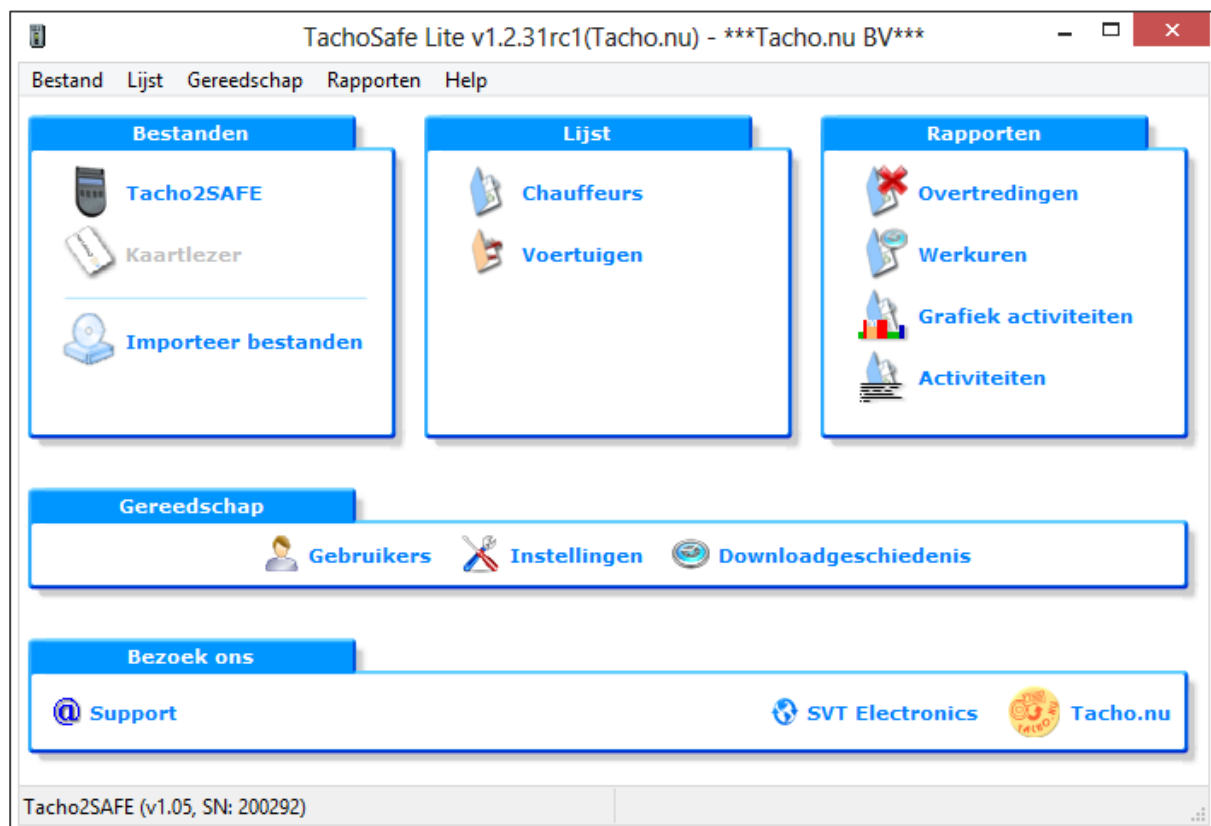 TachoSafe Lite v1.2.31rc1(Tacho.nu) - ***Tacho.nu BV***
Bestand Lijst Gereedschap Rapporten Help
Bestanden
Tacho2SAFE
Kaartlezer
Importeer bestanden
Lijst
Chauffeurs
Voertuigen
Rapporten
Overtredingen
Werkuren
Grafiek activiteiten
Activiteiten
Gereedschap
Gebruikers Instellingen Downloadgeschiedenis
Bezoek ons
@ Support SVT Electronics Tacho.nu
Tacho2SAFE (v1.05, SN: 200292)